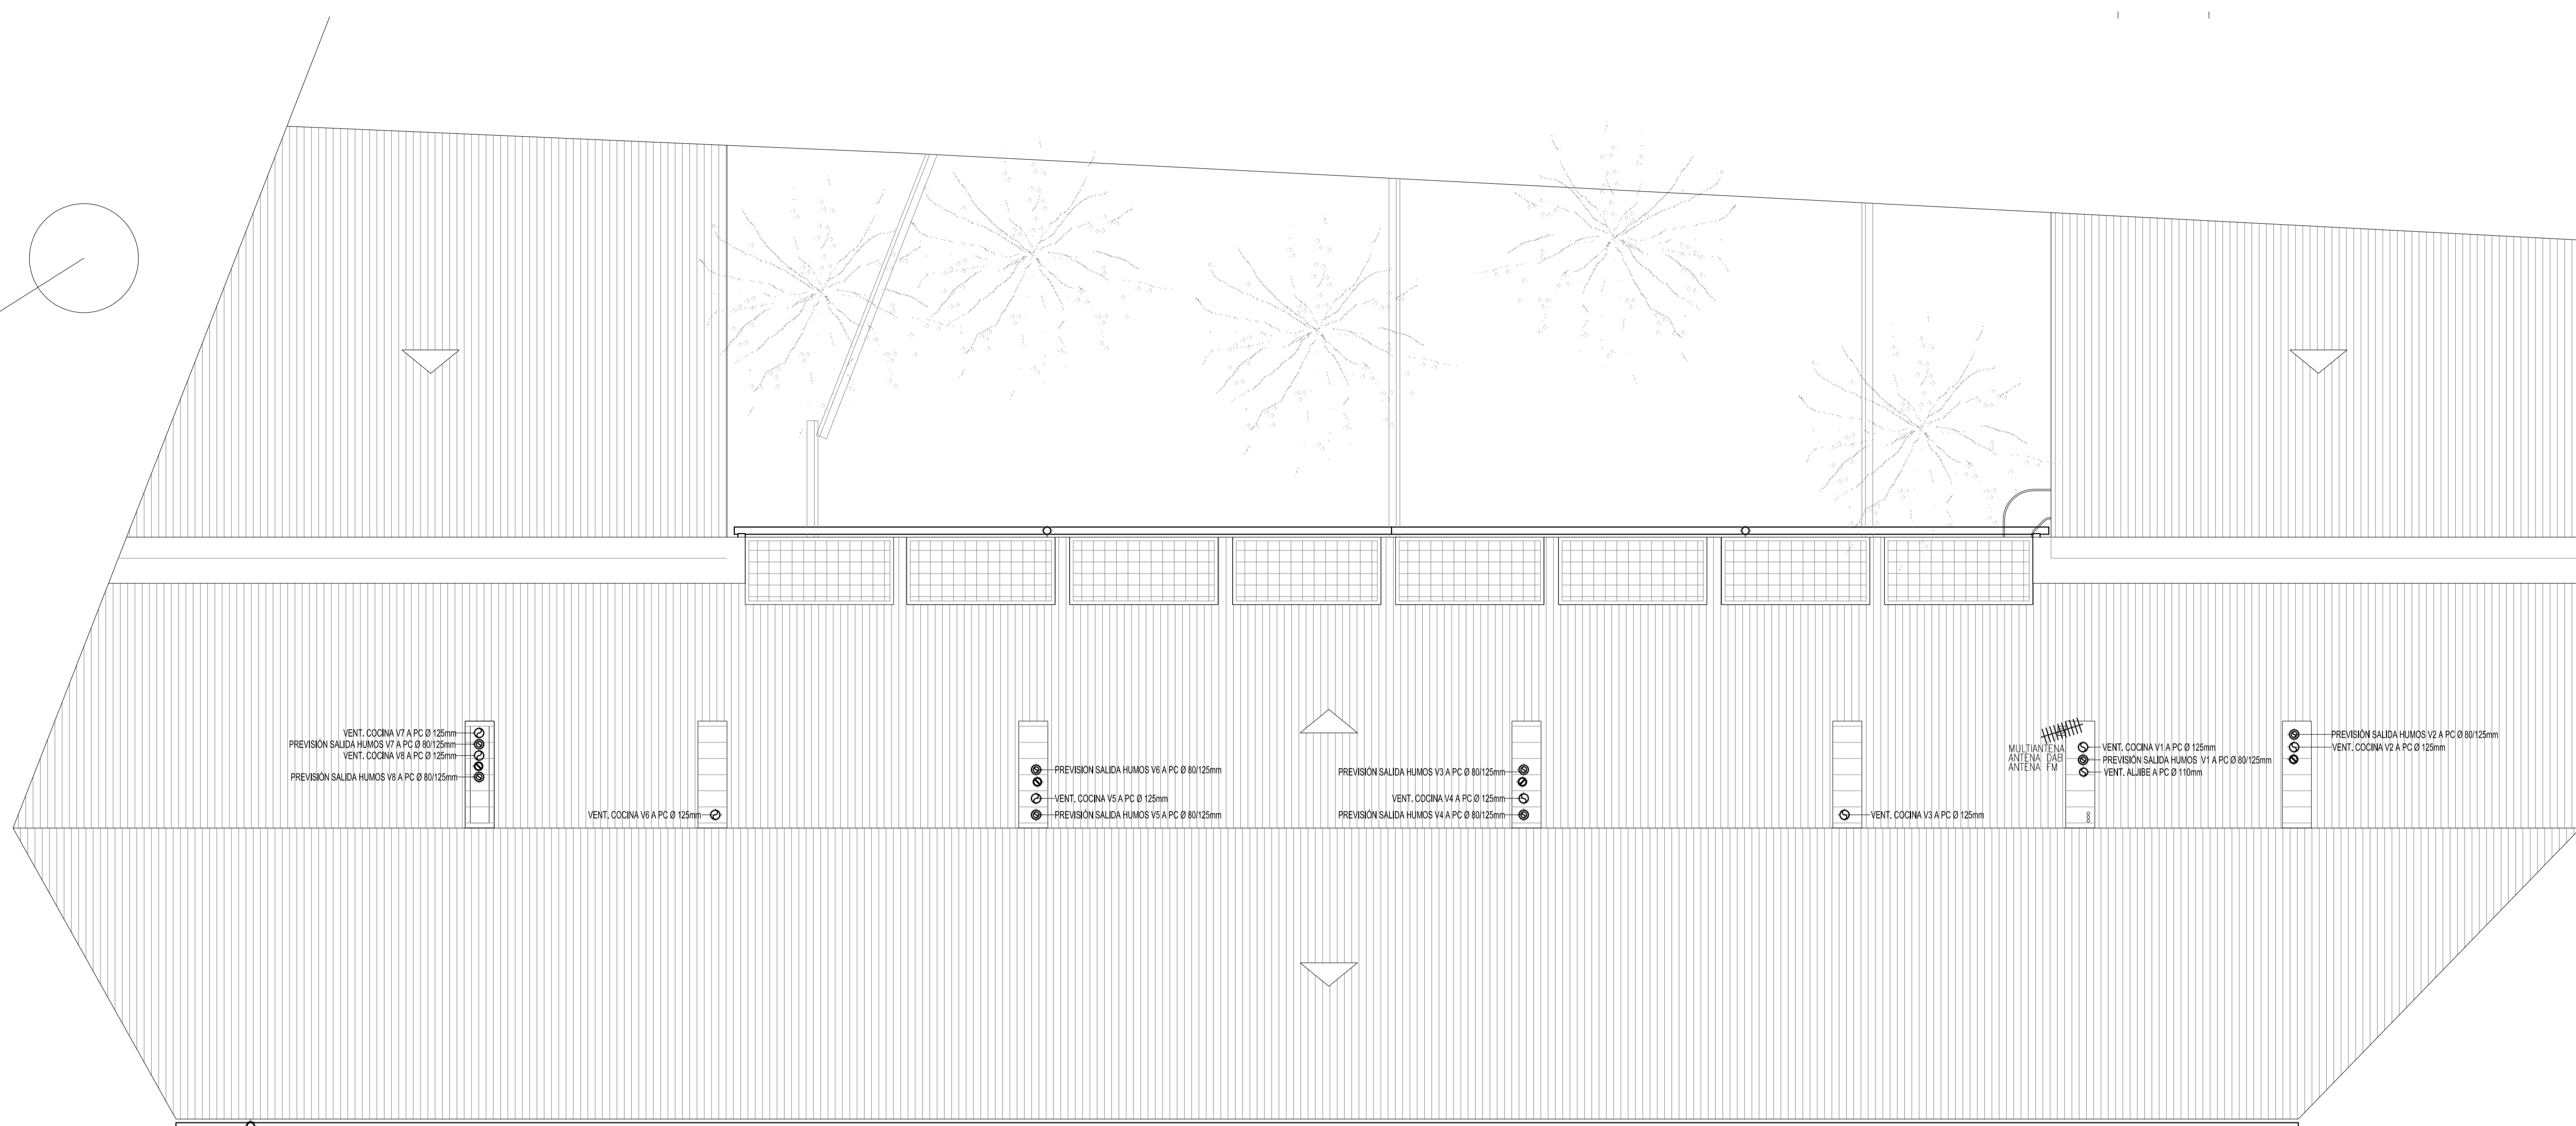 VENT. COCINA V7 A PC Ø 125mm
PREVISIÓN SALIDA HUMOS V7 A PC Ø 80/125mm
VENT. COCINA V8 A PC Ø 125mm
PREVISIÓN SALIDA HUMOS V8 A PC Ø 80/125mm
VENT. COCINA V6 A PC Ø 125mm
PREVISION SALIDA HUMOS V6 A PC Ø 80/125mm
VENT. COCINA V5 A PC Ø 125mm
PREVISIÓN SALIDA HUMOS V5 A PC Ø 80/125mm
PREVISIÓN SALIDA HUMOS V3 A PC Ø 80/125mm
VENT. COCINA V4 A PC Ø 125mm
PREVISIÓN SALIDA HUMOS V4 A PC Ø 80/125mm
VENT. COCINA V3 A PC Ø 125mm
MULTIANTENA
ANTENA DAB
ANTENA FM
VENT. COCINA V1 A PC Ø 125mm
PREVISIÓN SALIDA HUMOS V1 A PC Ø 80/125mm
VENT. ALJIBE A PC Ø 110mm
PREVISIÓN SALIDA HUMOS V2 A PC Ø 80/125mm
VENT. COCINA V2 A PC Ø 125mm